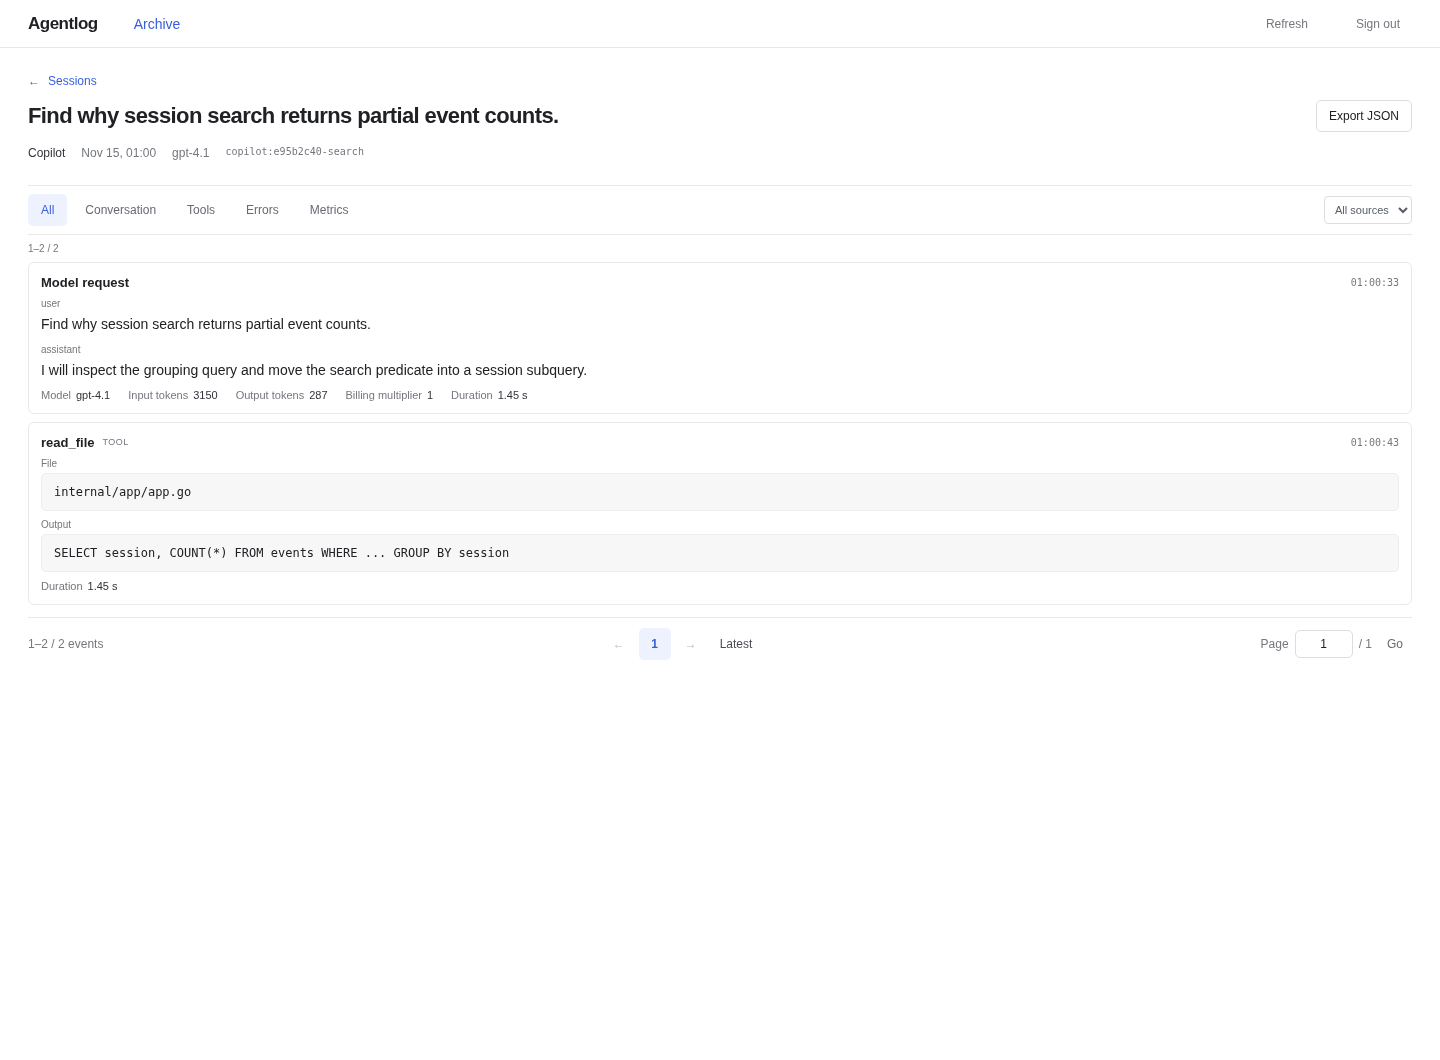 Agentlog Archive Refresh Sign out
← Sessions
Find why session search returns partial event counts. Export JSON
Copilot Nov 15, 01:00 gpt-4.1 copilot:e95b2c40-search
All Conversation Tools Errors Metrics All sources
1–2 / 2
Model request 01:00:33
user
Find why session search returns partial event counts.
assistant
I will inspect the grouping query and move the search predicate into a session subquery.
Model gpt-4.1 Input tokens 3150 Output tokens 287 Billing multiplier 1 Duration 1.45 s
read_file TOOL 01:00:43
File
internal/app/app.go
Output
SELECT session, COUNT(*) FROM events WHERE ... GROUP BY session
Duration 1.45 s
1–2 / 2 events ← 1 → Latest Page 1 / 1 Go